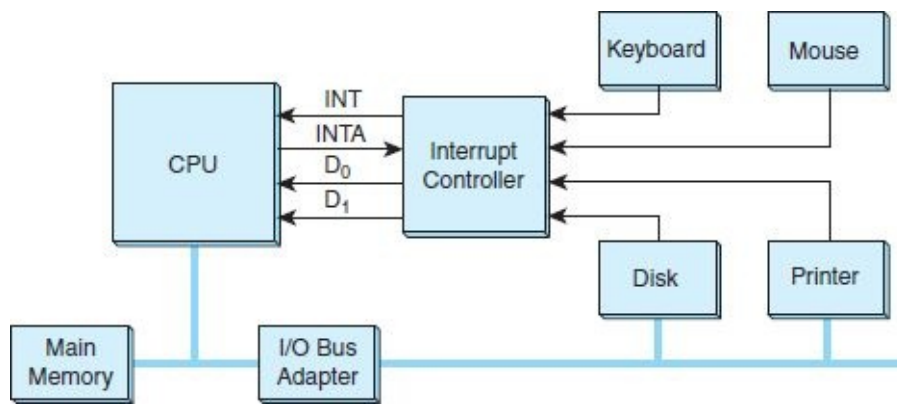 Keyboard
Mouse
CPU
INT
INTA
D0
D1
Interrupt
Controller
Disk
Printer
Main
Memory
I/O Bus
Adapter